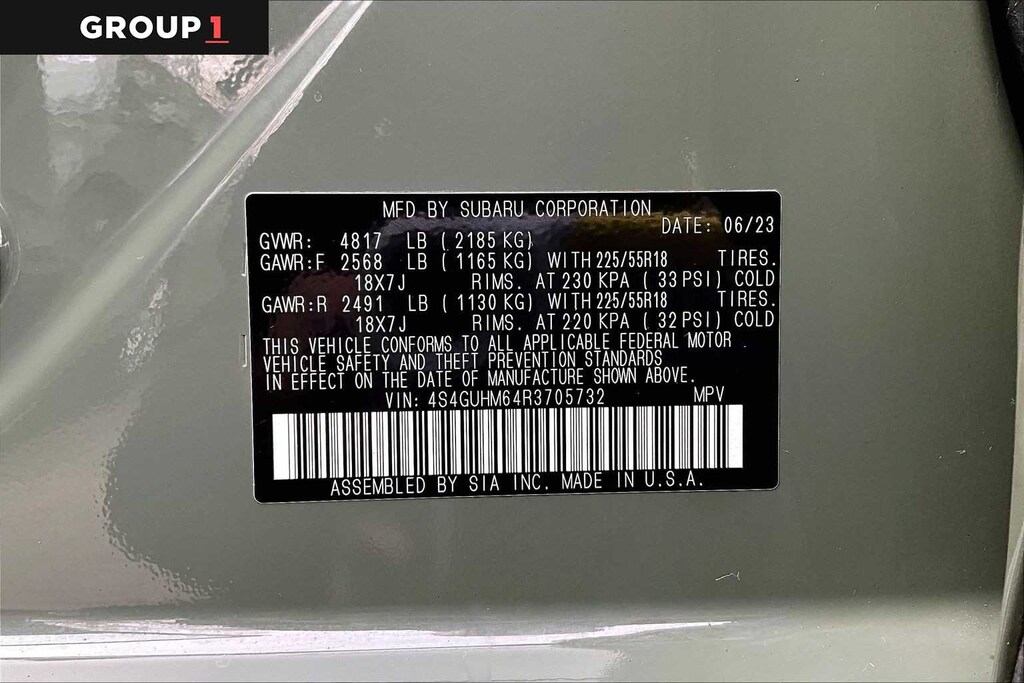 GROUP 1
MFD BY SUBARU CORPORATION
DATE: 06/23
GVWR: 4817 LB (2185 KG)
GAWR:F 2568 LB (1165 KG) WITH 225/55R18 TIRES.
18X7J RIMS. AT 230 KPA (33 PSI) COLD
GAWR:R 2491 LB (1130 KG) WITH 225/55R18 TIRES.
18X7J RIMS. AT 220 KPA (32 PSI) COLD
THIS VEHICLE CONFORMS TO ALL APPLICABLE FEDERAL MOTOR
VEHICLE SAFETY AND THEFT PREVENTION STANDARDS
IN EFFECT ON THE DATE OF MANUFACTURE SHOWN ABOVE.
VIN: 4S4GUHM64R3705732 MPV
ASSEMBLED BY SIA INC. MADE IN U.S.A.